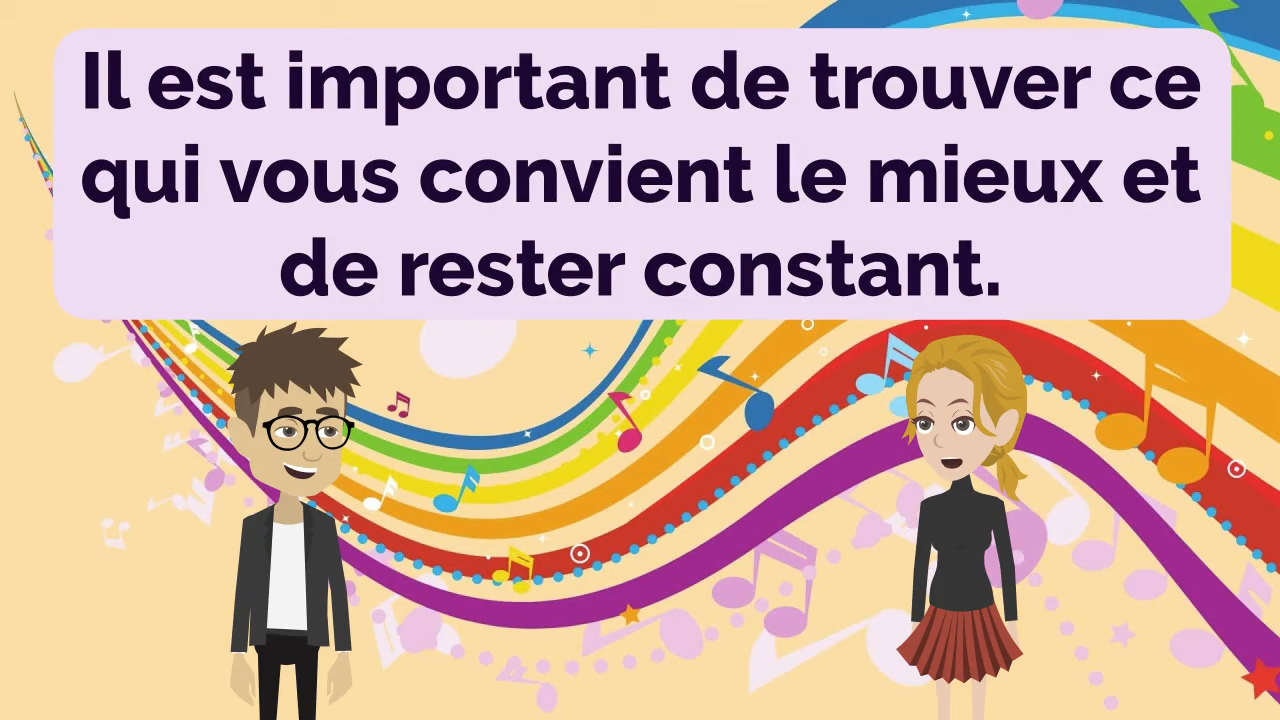 Il est important de trouver ce
qui vous convient le mieux et
de rester constant.